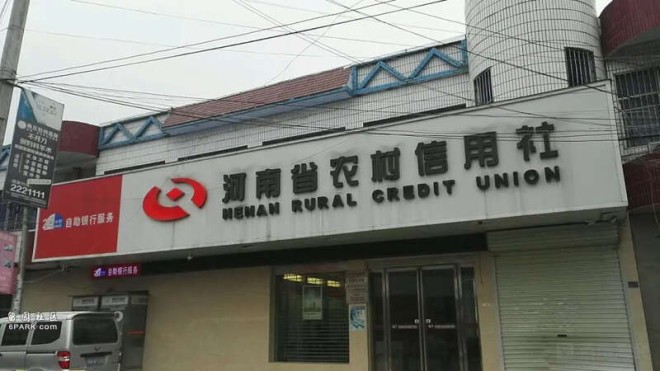 河南省农村信用社
HENAN RURAL CREDIT UNION
自助银行服务
自助银行服务
2221111
6PARK.COM